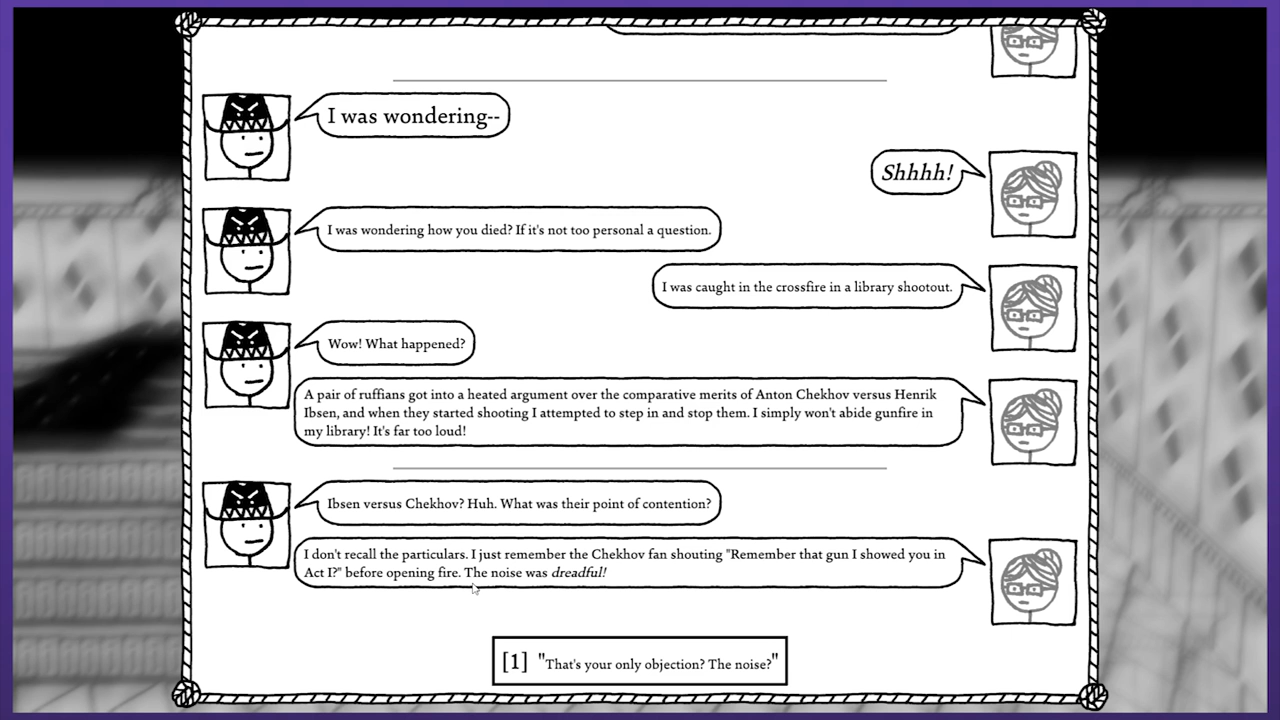 I was wondering--
Shhhh!
I was wondering how you died? If it's not too personal a question.
I was caught in the crossfire in a library shootout.
Wow! What happened?
A pair of ruffians got into a heated argument over the comparative merits of Anton Chekhov versus Henrik
Ibsen, and when they started shooting I attempted to step in and stop them. I simply won't abide gunfire in
my library! It's far too loud!
Ibsen versus Chekhov? Huh. What was their point of contention?
I don't recall the particulars. I just remember the Chekhov fan shouting "Remember that gun I showed you in
Act I?" before opening fire. The noise was dreadful!
[1] "That's your only objection? The noise?"